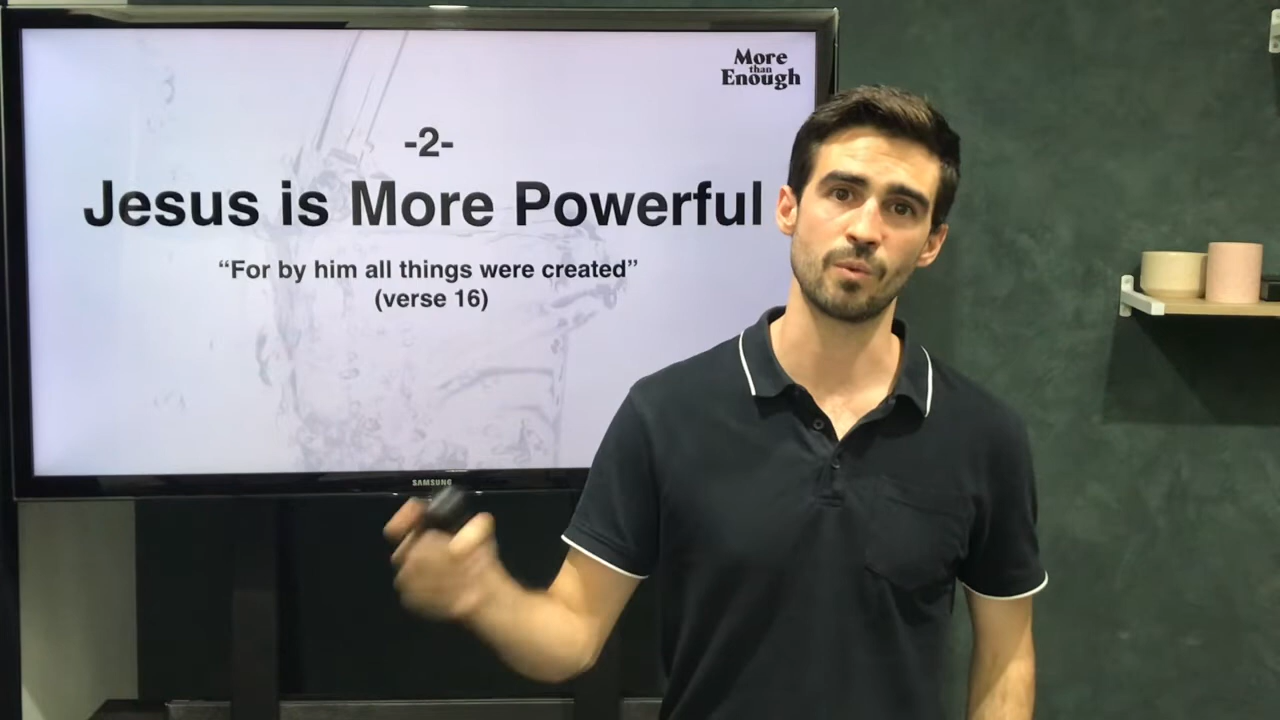 More
than
Enough
-2-
Jesus is More Powerful
“For by him all things were created”
(verse 16)
SAMSUNG